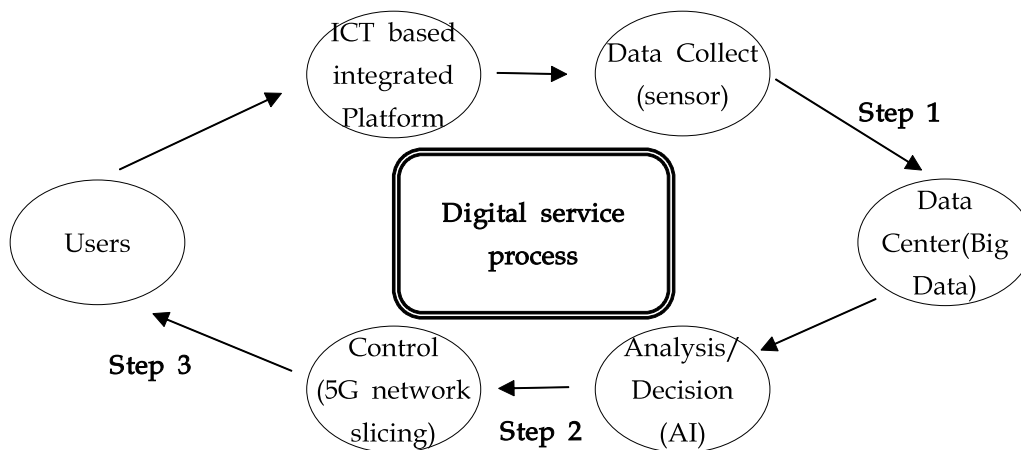 ICT based
integrated
Platform
Data Collect
(sensor)
Step 1
Data
Center(Big
Data)
Digital service
process
Users
Analysis/
Decision
(AI)
Step 2
Control
(5G network
slicing)
Step 3